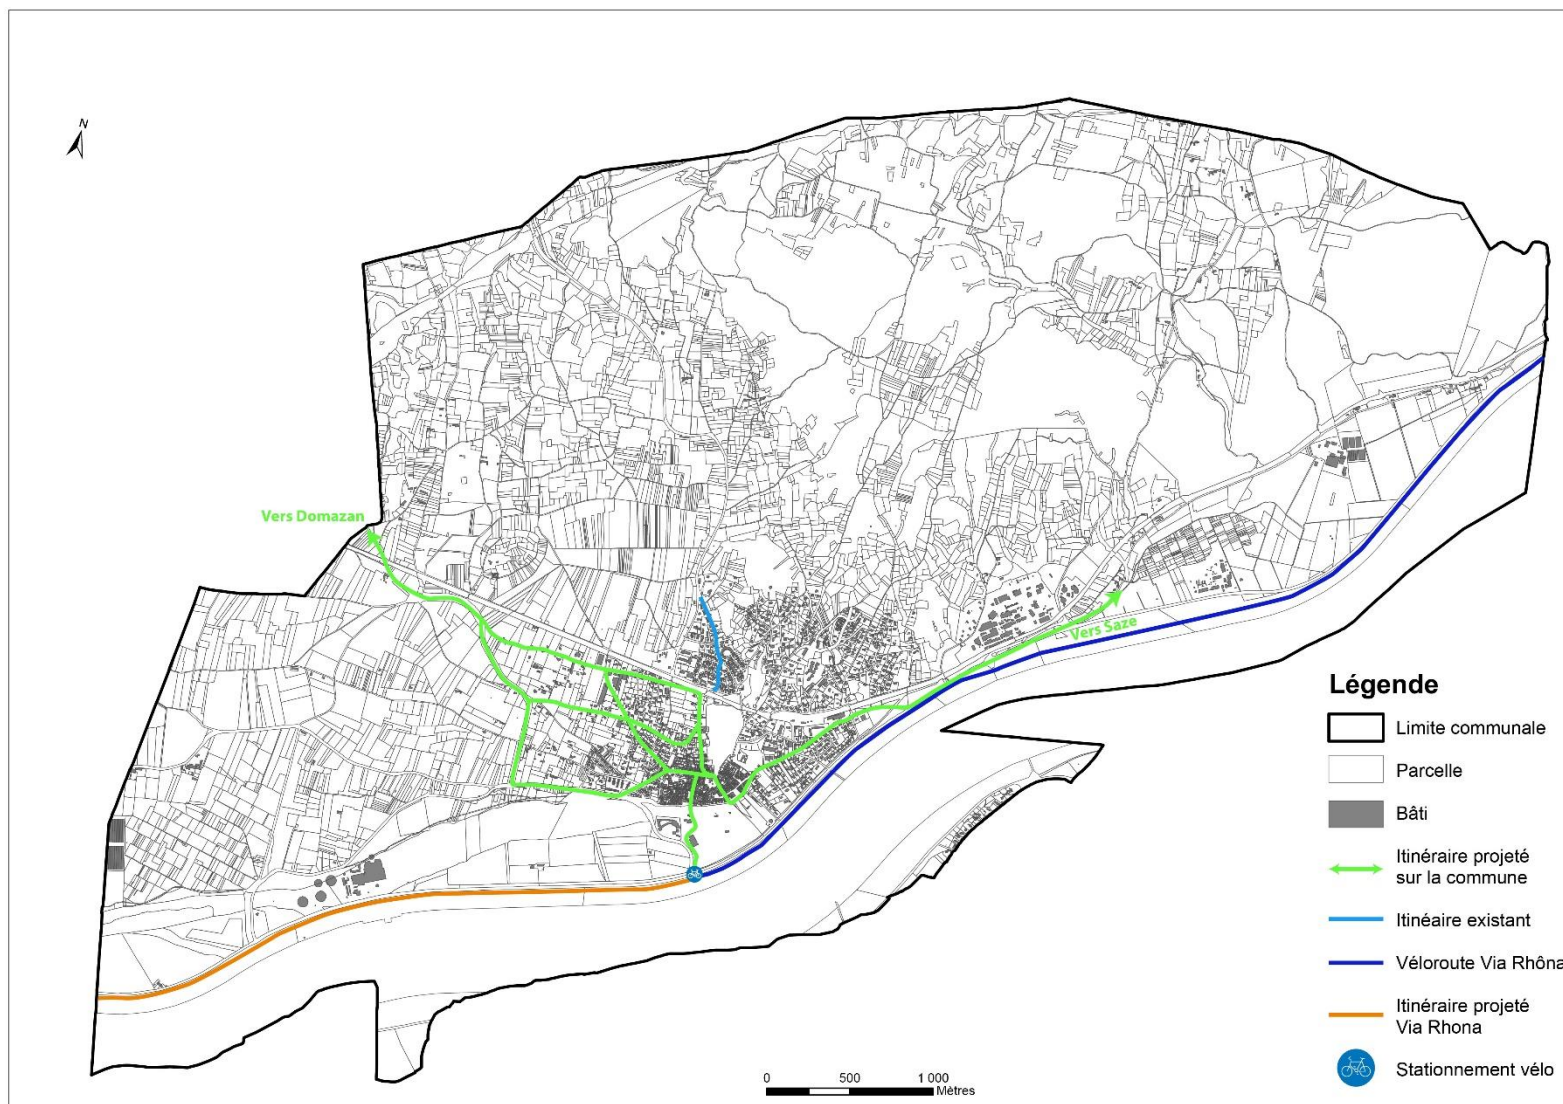 N
Vers Domazan
Vers Saze
Légende
Limite communale
Parcelle
Bâti
Itinéraire projeté
sur la commune
Itinéaire existant
Véloroute Via Rhôna
Itinéraire projeté
Via Rhona
Stationnement vélo
0 500 1 000
Mètres